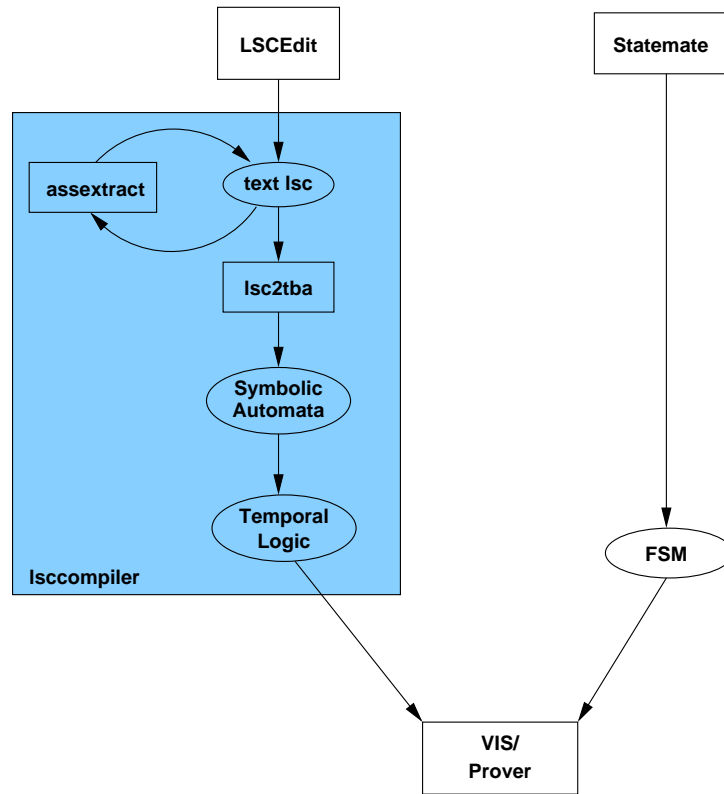 LSCEdit
Statemate
assextract
text lsc
lsc2tba
Symbolic
Automata
Temporal
Logic
lsccompiler
FSM
VIS/
Prover